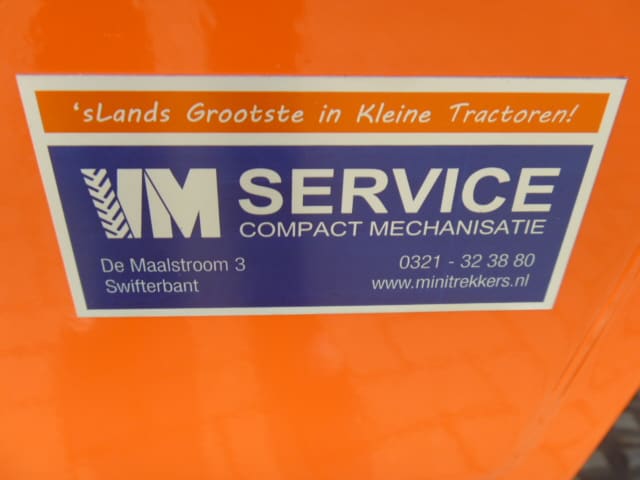 'sLands Grootste in Kleine Tractoren!
VM SERVICE
COMPACT MECHANISATIE
De Maalstroom 3
Swifterbant
0321 - 32 38 80
www.minitrekkers.nl